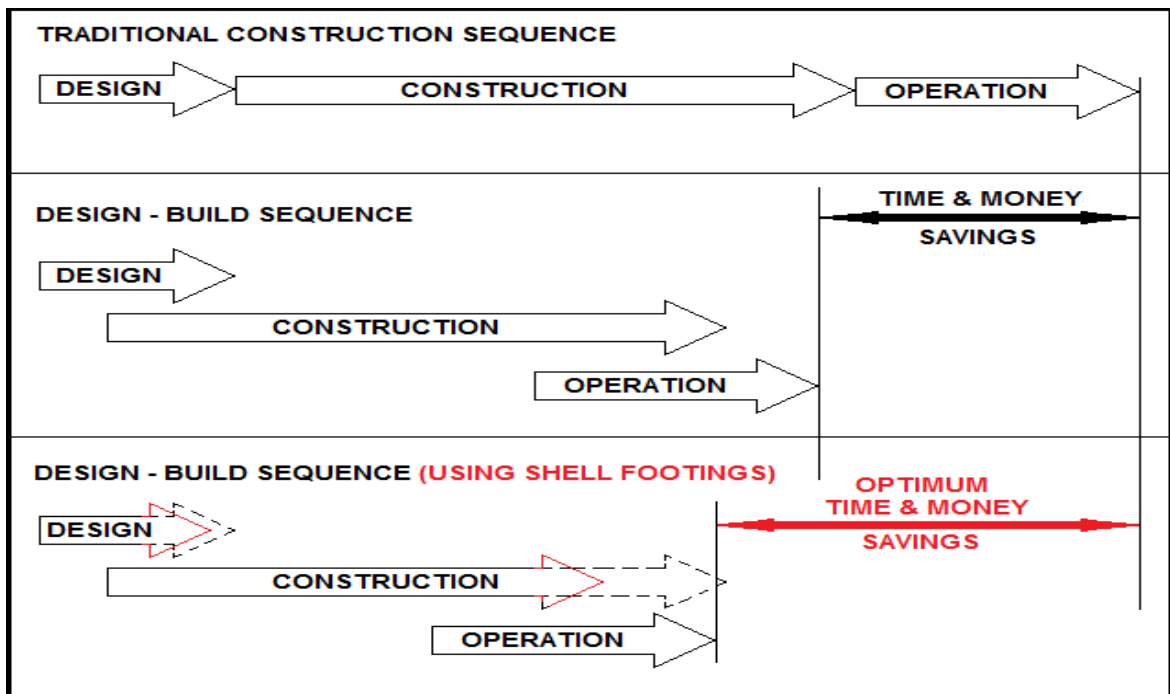 TRADITIONAL CONSTRUCTION SEQUENCE
DESIGN
CONSTRUCTION
OPERATION
DESIGN - BUILD SEQUENCE
TIME & MONEY
SAVINGS
DESIGN
CONSTRUCTION
OPERATION
DESIGN - BUILD SEQUENCE (USING SHELL FOOTINGS)
OPTIMUM
TIME & MONEY
SAVINGS
DESIGN
CONSTRUCTION
OPERATION